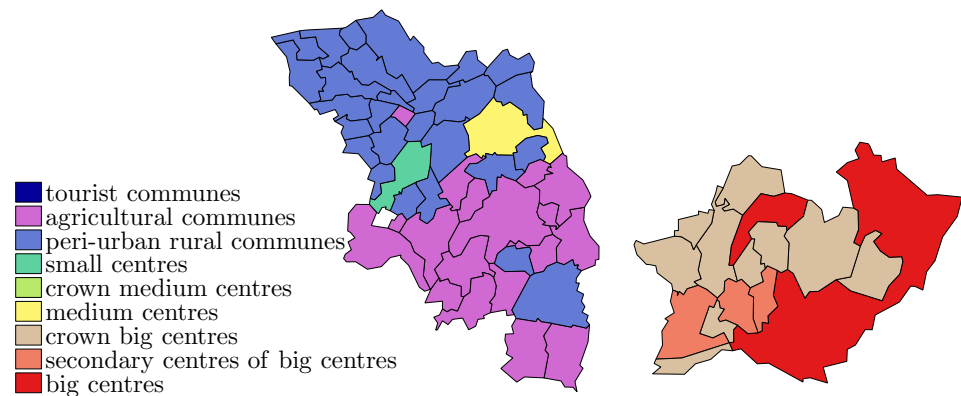 tourist communes
agricultural communes
peri-urban rural communes
small centres
crown medium centres
medium centres
crown big centres
secondary centres of big centres
big centres